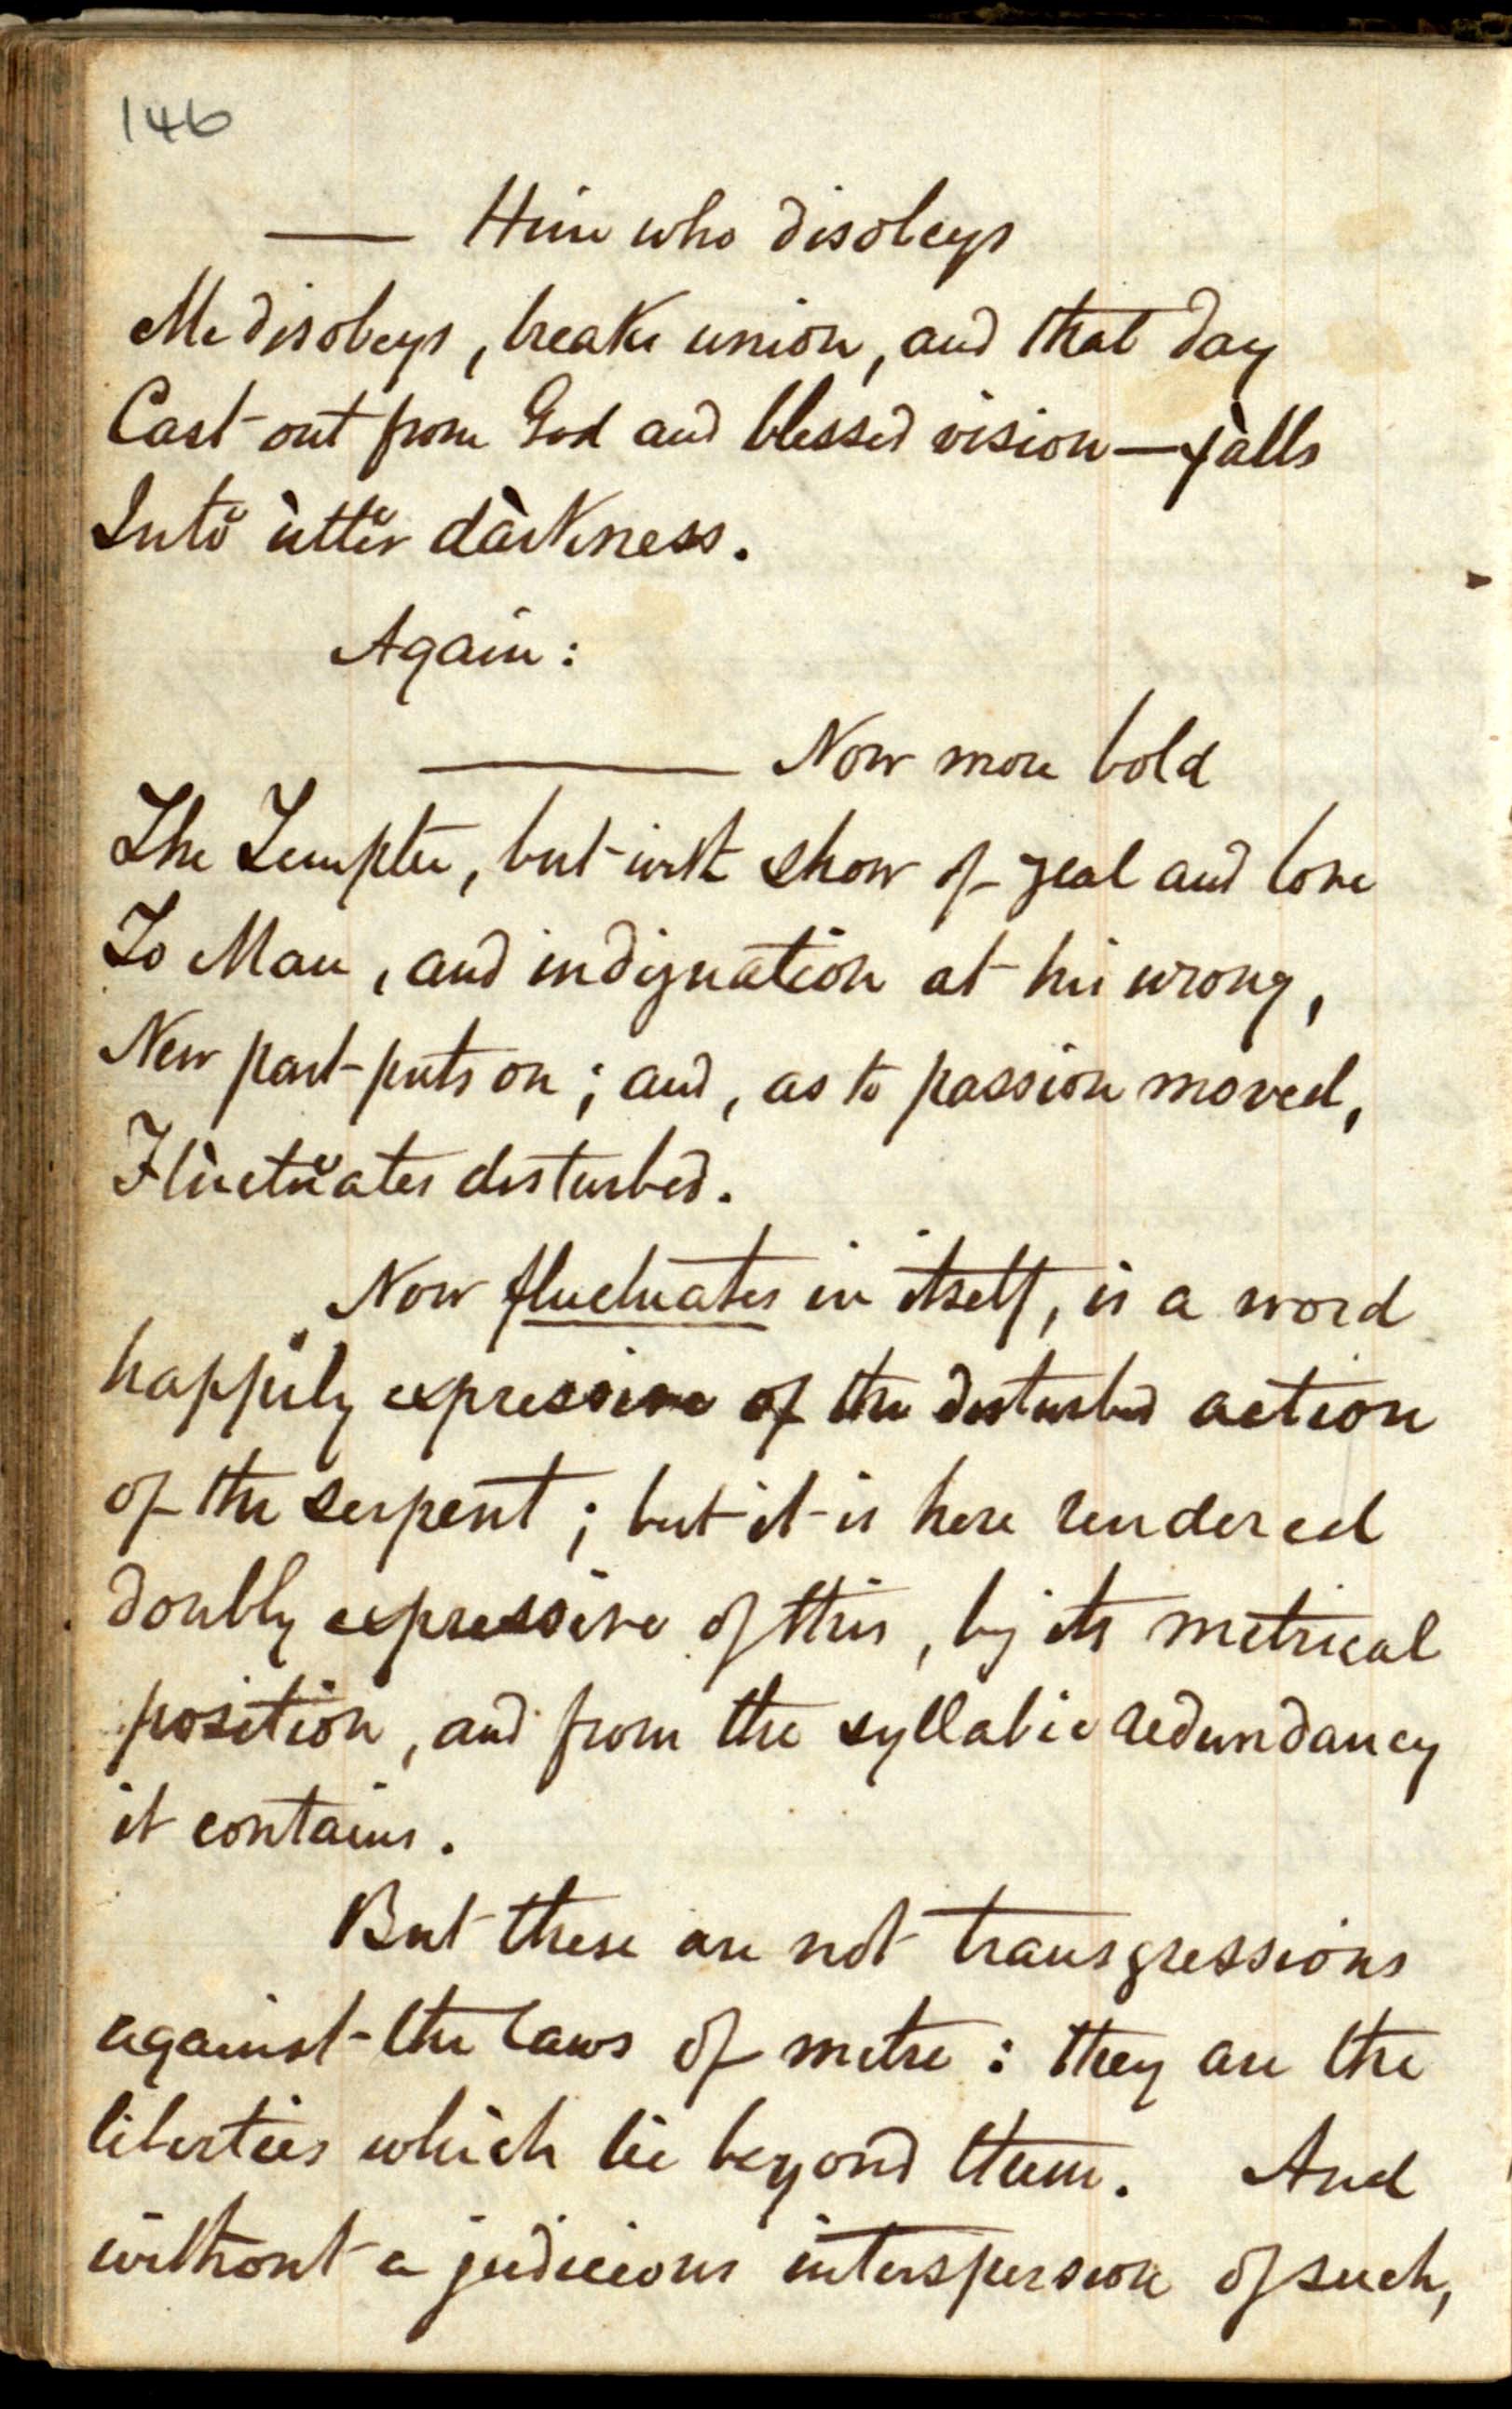 146
—— Him who disobeys
Me disobeys, breaks union, and that day
Cast out from God and blessed vision—fàlls
Intŏ ùttĕr dàrkness.
Again:
———— Now more bold
The Tempter, but with show of zeal and love
To Man, and indignation at his wrong,
New part puts on; and, as to passion moved,
Flùctŭates disturbed.
Now fluctuates in itself, is a word
happily expressive of the disturbed action
of the serpent; but it is here rendered
doubly expressive of this, by its metrical
position, and from the syllabic redundancy
it contains.
But these are not transgressions
against the laws of metre: they are the
liberties which lie beyond them. And
without a judicious interspersion of such,